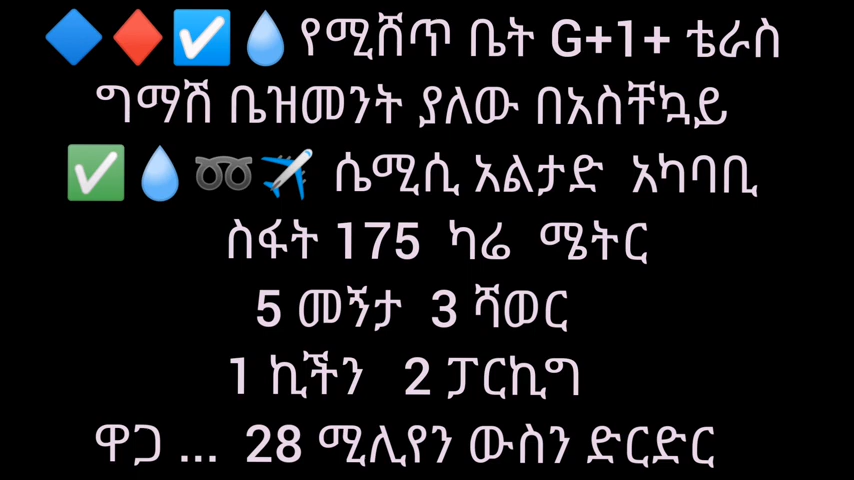 🔷♦️☑️💧የሚሸጥ ቤት G+1+ ቴራስ
ግማሽ ቤዝመንት ያለው በአስቸኳይ
✅💧➿✈️ ሴሚሲ አልታድ አካባቢ
ስፋት 175 ካሬ ሜትር
5 መኝታ 3 ሻወር
1 ኪችን 2 ፓርኪግ
ዋጋ ... 28 ሚሊየን ውስን ድርድር